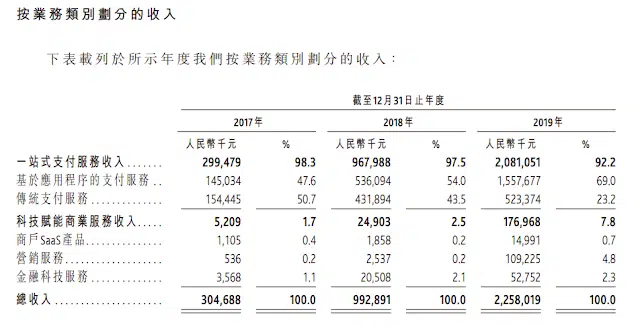 按業務類別劃分的收入
下表載列於所示年度我們按業務類別劃分的收入：
截至12月31日止年度
2017年 2018年 2019年
人民幣千元 % 人民幣千元 % 人民幣千元 %
一站式支付服務收入....... 299,479 98.3 967,988 97.5 2,081,051 92.2
基於應用程序的支付服務.. 145,034 47.6 536,094 54.0 1,557,677 69.0
傳統支付服務............. 154,445 50.7 431,894 43.5 523,374 23.2
科技賦能商業服務收入.... 5,209 1.7 24,903 2.5 176,968 7.8
商戶SaaS產品............. 1,105 0.4 1,858 0.2 14,991 0.7
營銷服務.................. 536 0.2 2,537 0.2 109,225 4.8
金融科技服務............. 3,568 1.1 20,508 2.1 52,752 2.3
總收入.................... 304,688 100.0 992,891 100.0 2,258,019 100.0